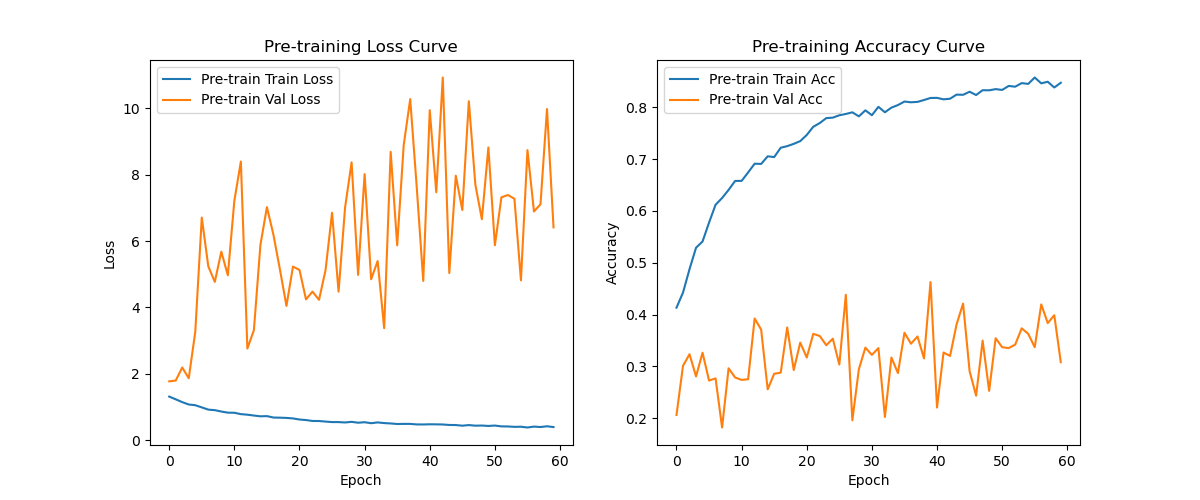 Pre-training Loss Curve
Pre-train Train Loss
Pre-train Val Loss
Loss
10
8
6
4
2
0
0 10 20 30 40 50 60
Epoch
Pre-training Accuracy Curve
Pre-train Train Acc
Pre-train Val Acc
Accuracy
0.8
0.7
0.6
0.5
0.4
0.3
0.2
0 10 20 30 40 50 60
Epoch